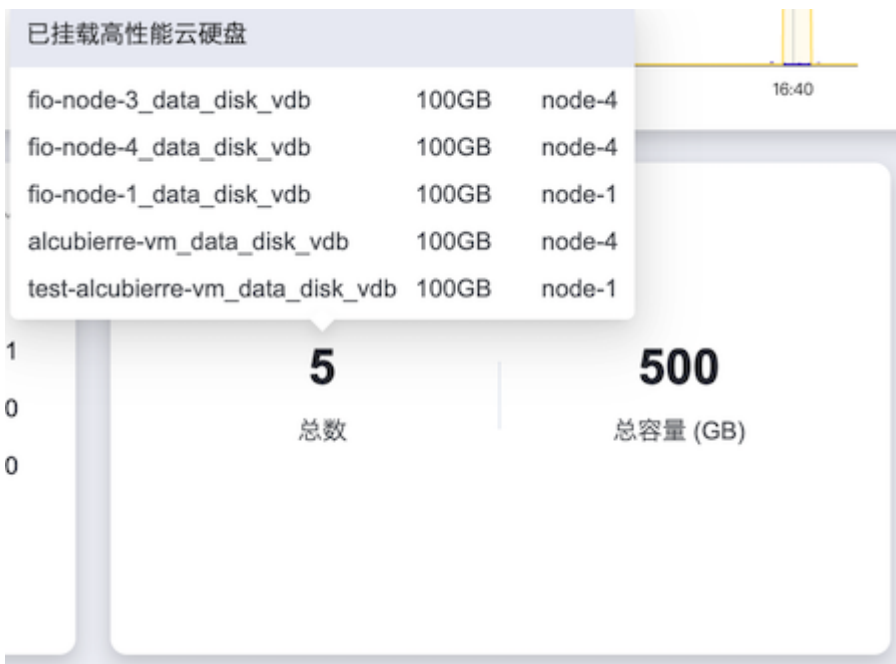 已挂载高性能云硬盘
fio-node-3_data_disk_vdb 100GB node-4
fio-node-4_data_disk_vdb 100GB node-4
fio-node-1_data_disk_vdb 100GB node-1
alcubierre-vm_data_disk_vdb 100GB node-4
test-alcubierre-vm_data_disk_vdb 100GB node-1
16:40
1
0
0
5
总数
500
总容量 (GB)